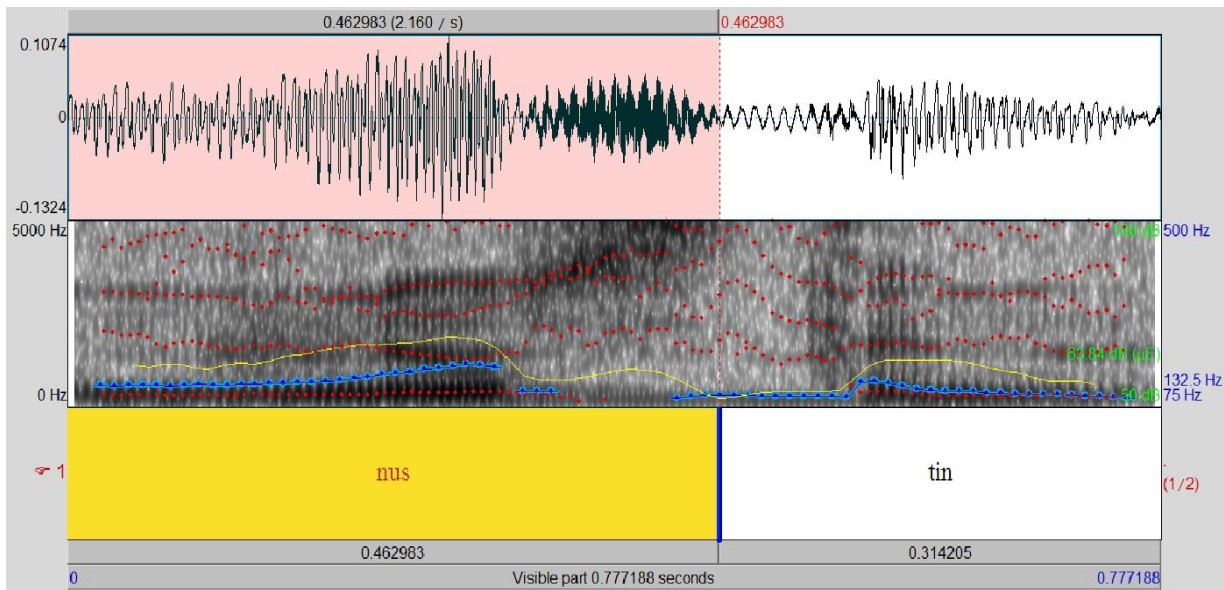 0.462983 (2.160 / s) 0.462983
0.1074
0
-0.1324
5000 Hz 500 Hz
0 Hz 132.5 Hz
75 Hz
50 dB
☞ 1 nus tin
(1/2)
0.462983 0.314205
0 Visible part 0.777188 seconds 0.777188